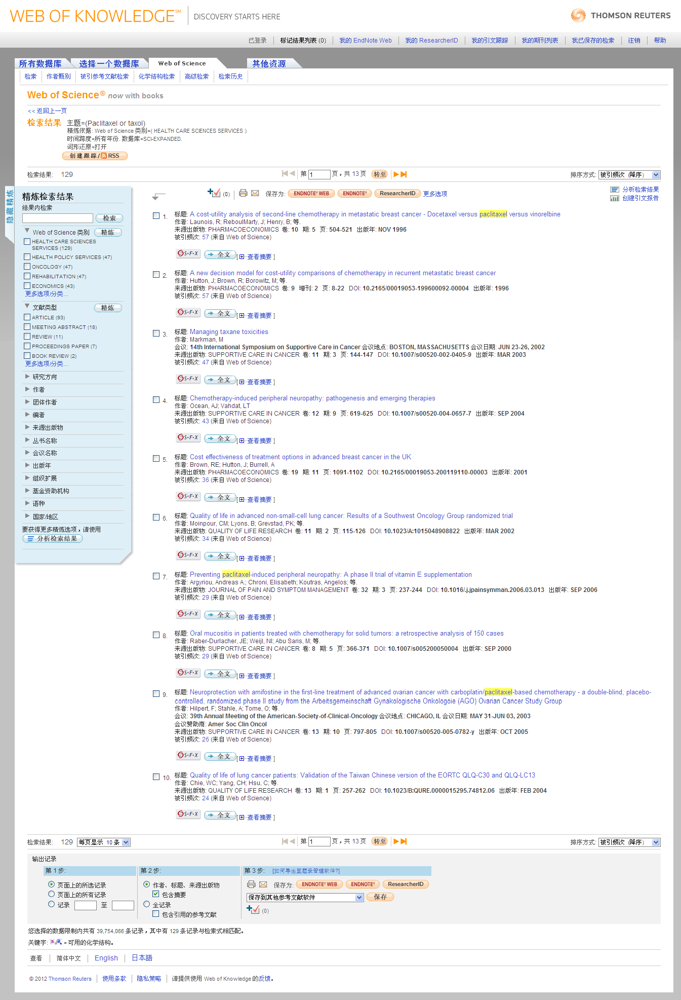 WEB OF KNOWLEDGE℠ DISCOVERY STARTS HERE
THOMSON REUTERS
已登录 标记结果列表 (0) 我的 EndNote Web 我的 ResearcherID 我的引文跟踪 我的期刊列表 我已保存的检索 注销 帮助
所有数据库 选择一个数据库 Web of Science 其他资源
检索 作者甄别 被引参考文献检索 化学结构检索 高级检索 检索历史
Web of Science® now with books
<< 返回上一页
检索结果 主题=(Paclitaxel or taxol)
精炼依据: Web of Science 类别=( HEALTH CARE SCIENCES SERVICES )
时间跨度=所有年份. 数据库=SCI-EXPANDED.
词形还原=打开
创建跟踪 / RSS
检索结果: 129 第 1 页，共 13 页 转至 排序方式: 被引频次 (降序)
隐藏精炼
精炼检索结果
结果内检索
检索
Web of Science 类别 精炼
HEALTH CARE SCIENCES
SERVICES (129)
HEALTH POLICY SERVICES (47)
ONCOLOGY (47)
REHABILITATION (47)
ECONOMICS (43)
更多选项/分类...
文献类型 精炼
ARTICLE (93)
MEETING ABSTRACT (18)
REVIEW (11)
PROCEEDINGS PAPER (7)
BOOK REVIEW (2)
更多选项/分类...
研究方向
作者
团体作者
编者
来源出版物
丛书名称
会议名称
出版年
组织扩展
基金资助机构
语种
国家/地区
要获得更多精炼选项，请使用
分析检索结果
(0) 保存为: ENDNOTE® WEB ENDNOTE® ResearcherID 更多选项
分析检索结果
创建引文报告
1. 标题: A cost-utility analysis of second-line chemotherapy in metastatic breast cancer - Docetaxel versus paclitaxel versus vinorelbine
作者: Launois, R; ReboulMarty, J; Henry, B; 等.
来源出版物: PHARMACOECONOMICS 卷: 10 期: 5 页: 504-521 出版年: NOV 1996
被引频次: 57 (来自 Web of Science)
S·F·X 全文 [ 查看摘要 ]
2. 标题: A new decision model for cost-utility comparisons of chemotherapy in recurrent metastatic breast cancer
作者: Hutton, J; Brown, R; Borowitz, M; 等.
来源出版物: PHARMACOECONOMICS 卷: 9 增刊: 2 页: 8-22 DOI: 10.2165/00019053-199600092-00004 出版年: 1996
被引频次: 57 (来自 Web of Science)
S·F·X 全文 [ 查看摘要 ]
3. 标题: Managing taxane toxicities
作者: Markman, M
会议: 14th International Symposium on Supportive Care in Cancer 会议地点: BOSTON, MASSACHUSETTS 会议日期: JUN 23-26, 2002
来源出版物: SUPPORTIVE CARE IN CANCER 卷: 11 期: 3 页: 144-147 DOI: 10.1007/s00520-002-0405-9 出版年: MAR 2003
被引频次: 47 (来自 Web of Science)
S·F·X 全文 [ 查看摘要 ]
4. 标题: Chemotherapy-induced peripheral neuropathy: pathogenesis and emerging therapies
作者: Ocean, AJ; Vahdat, LT
来源出版物: SUPPORTIVE CARE IN CANCER 卷: 12 期: 9 页: 619-625 DOI: 10.1007/s00520-004-0657-7 出版年: SEP 2004
被引频次: 43 (来自 Web of Science)
S·F·X 全文 [ 查看摘要 ]
5. 标题: Cost effectiveness of treatment options in advanced breast cancer in the UK
作者: Brown, RE; Hutton, J; Burrell, A
来源出版物: PHARMACOECONOMICS 卷: 19 期: 11 页: 1091-1102 DOI: 10.2165/00019053-200119110-00003 出版年: 2001
被引频次: 36 (来自 Web of Science)
S·F·X 全文 [ 查看摘要 ]
6. 标题: Quality of life in advanced non-small-cell lung cancer: Results of a Southwest Oncology Group randomized trial
作者: Moinpour, CM; Lyons, B; Grevstad, PK; 等.
来源出版物: QUALITY OF LIFE RESEARCH 卷: 11 期: 2 页: 115-126 DOI: 10.1023/A:1015048908822 出版年: MAR 2002
被引频次: 34 (来自 Web of Science)
S·F·X 全文 [ 查看摘要 ]
7. 标题: Preventing paclitaxel-induced peripheral neuropathy: A phase II trial of vitamin E supplementation
作者: Argyriou, Andreas A.; Chroni, Elisabeth; Koutras, Angelos; 等.
来源出版物: JOURNAL OF PAIN AND SYMPTOM MANAGEMENT 卷: 32 期: 3 页: 237-244 DOI: 10.1016/.j.jpainsymman.2006.03.013 出版年: SEP 2006
被引频次: 29 (来自 Web of Science)
S·F·X 全文 [ 查看摘要 ]
8. 标题: Oral mucositis in patients treated with chemotherapy for solid tumors: a retrospective analysis of 150 cases
作者: Raber-Durlacher, JE; Weijl, NI; Abu Saris, M; 等.
来源出版物: SUPPORTIVE CARE IN CANCER 卷: 8 期: 5 页: 366-371 DOI: 10.1007/s005200050004 出版年: SEP 2000
被引频次: 29 (来自 Web of Science)
S·F·X 全文 [ 查看摘要 ]
9. 标题: Neuroprotection with amifostine in the first-line treatment of advanced ovarian cancer with carboplatin/paclitaxel-based chemotherapy - a double-blind, placebo-
controlled, randomized phase II study from the Arbeitsgemeinschaft Gynakologische Onkologoie (AGO) Ovarian Cancer Study Group
作者: Hilpert, F; Stahle, A; Tome, O; 等.
会议: 39th Annual Meeting of the American-Society-of-Clinical-Oncology 会议地点: CHICAGO, IL 会议日期: MAY 31-JUN 03, 2003
会议赞助商: Amer Soc Clin Oncol
来源出版物: SUPPORTIVE CARE IN CANCER 卷: 13 期: 10 页: 797-805 DOI: 10.1007/s00520-005-0782-y 出版年: OCT 2005
被引频次: 26 (来自 Web of Science)
S·F·X 全文 [ 查看摘要 ]
10. 标题: Quality of life of lung cancer patients: Validation of the Taiwan Chinese version of the EORTC QLQ-C30 and QLQ-LC13
作者: Chie, WC; Yang, CH; Hsu, C; 等.
来源出版物: QUALITY OF LIFE RESEARCH 卷: 13 期: 1 页: 257-262 DOI: 10.1023/B:QURE.0000015295.74812.06 出版年: FEB 2004
被引频次: 24 (来自 Web of Science)
S·F·X 全文 [ 查看摘要 ]
检索结果: 129 每页显示 10 条 第 1 页，共 13 页 转至 排序方式: 被引频次 (降序)
输出记录
第 1 步: 第 2 步: 第 3 步: [如何导出至题录管理软件?]
页面上的所选记录
页面上的所有记录
记录 至
作者、标题、来源出版物
包含摘要
全记录
包含引用的参考文献
保存为: ENDNOTE® WEB ENDNOTE® ResearcherID
保存到其他参考文献软件 保存
(0)
您选择的数据限制内共有 39,754,066 条记录，其中有 129 条记录与检索式相匹配。
关键字: = 可用的化学结构。
查看 简体中文 English 日本語
© 2012 Thomson Reuters 使用条款 隐私策略 请提供使用 Web of Knowledge 的反馈。